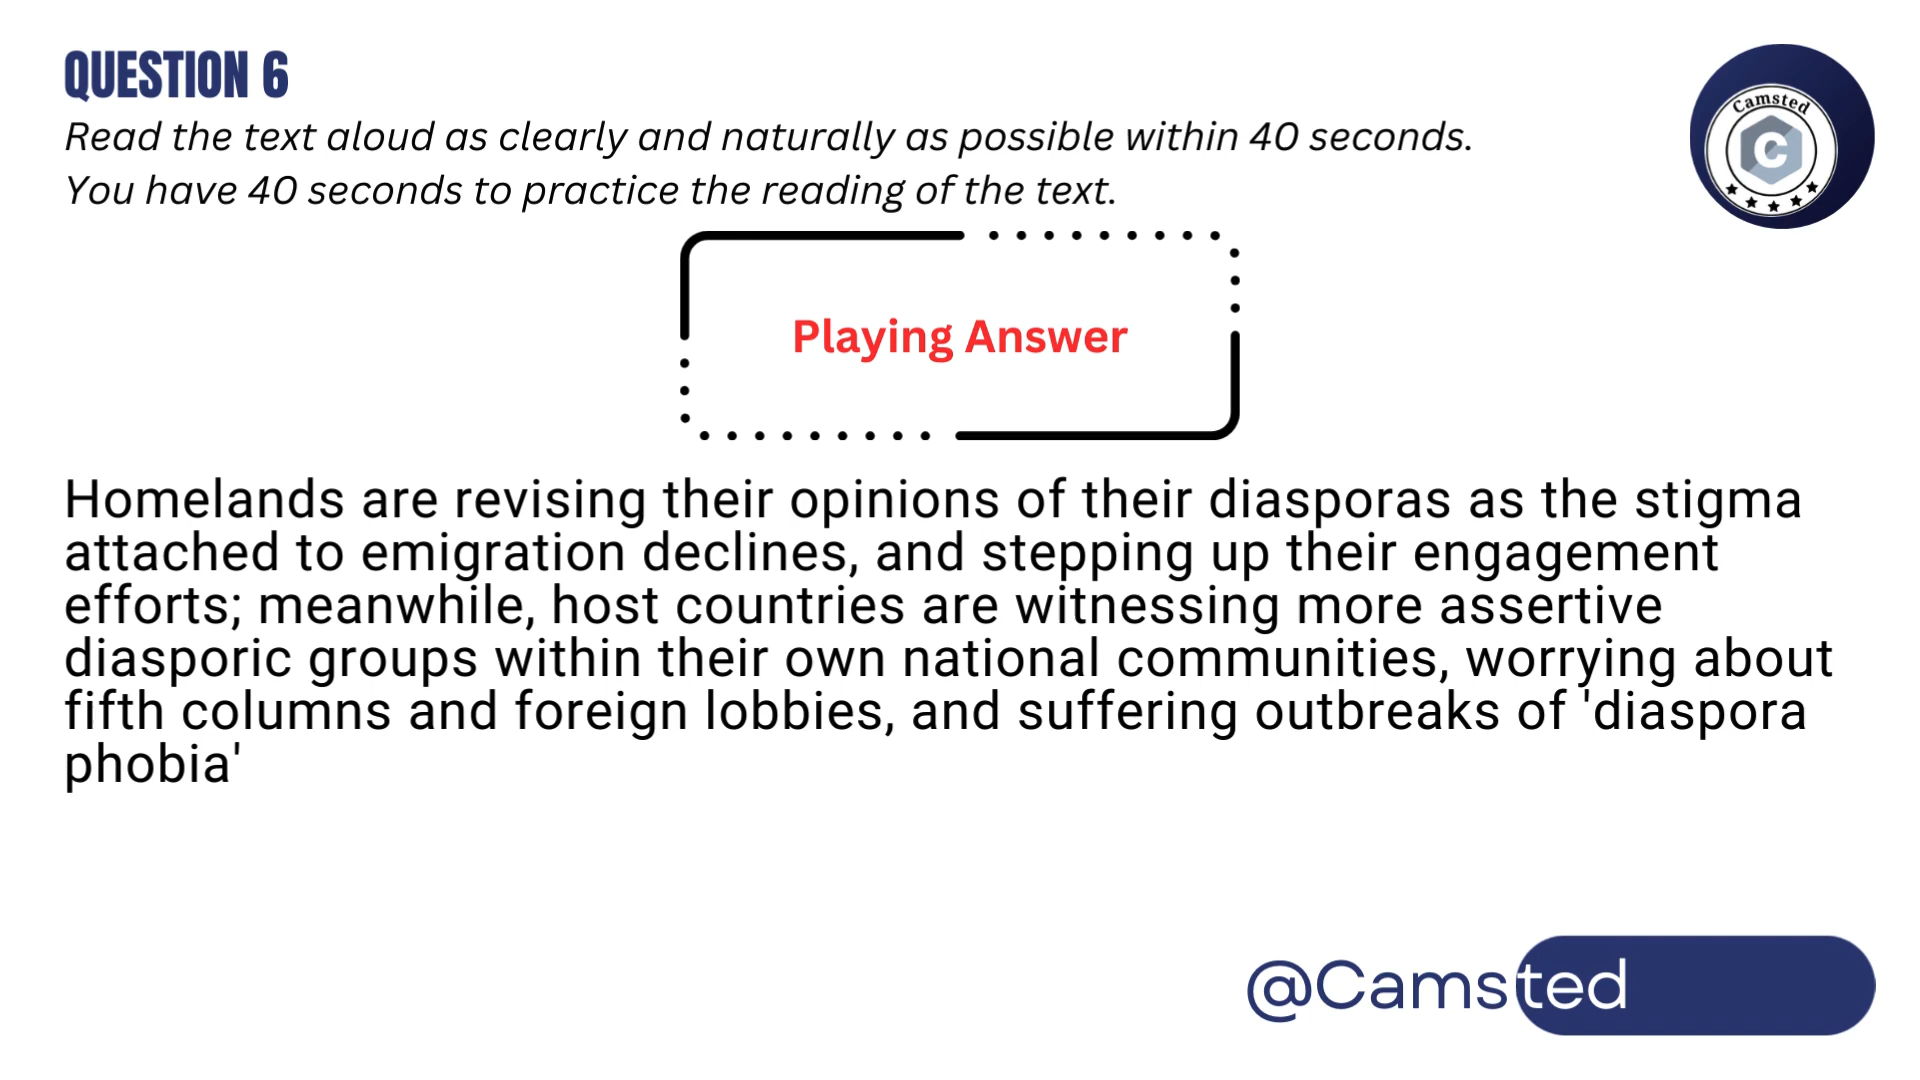 QUESTION 6
Read the text aloud as clearly and naturally as possible within 40 seconds.
You have 40 seconds to practice the reading of the text.
Camsted
C
Playing Answer
Homelands are revising their opinions of their diasporas as the stigma
attached to emigration declines, and stepping up their engagement
efforts; meanwhile, host countries are witnessing more assertive
diasporic groups within their own national communities, worrying about
fifth columns and foreign lobbies, and suffering outbreaks of 'diaspora
phobia'
@Camsted